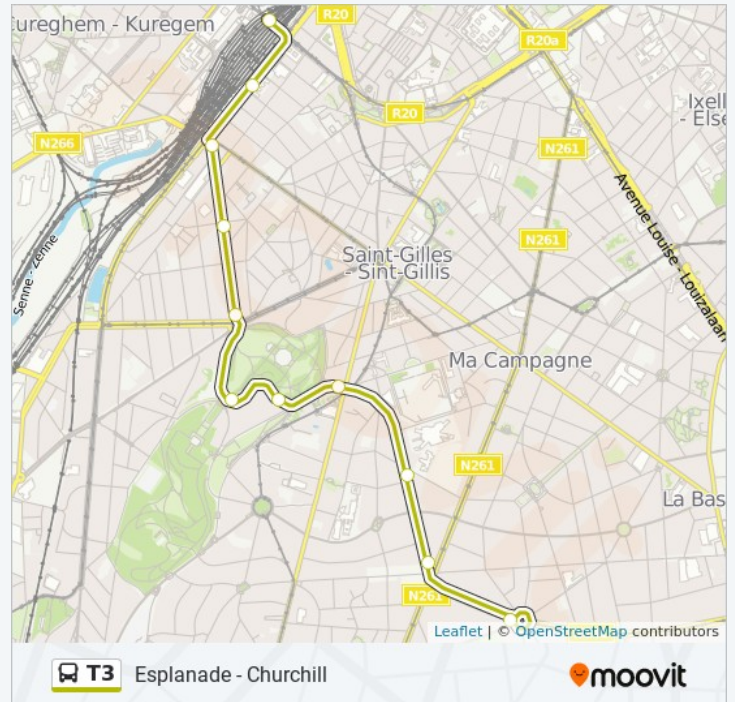 ureghem - Kuregem
R20
R20a
Ixell
- Else
R20
N266
N261
Avenue Louise - Louizalaan
N261
Senne - Zenne
Saint-Gilles
- Sint-Gillis
Ma Campagne
N261
La Bas
N261
Leaflet | © OpenStreetMap contributors
T3 Esplanade - Churchill
moovit